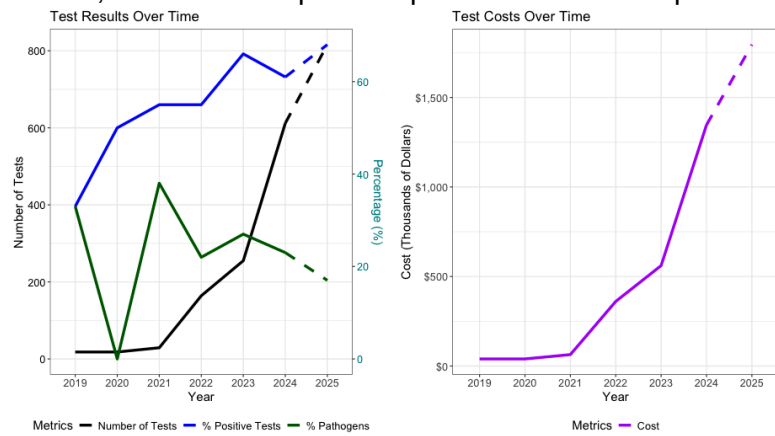 Test Results Over Time
Number of Tests
800
600
400
200
0
60
40
20
0
Percentage (%)
2019 2020 2021 2022 2023 2024 2025
Year
Metrics Number of Tests % Positive Tests % Pathogens
Test Costs Over Time
Cost (Thousands of Dollars)
$1,500
$1,000
$500
$0
2019 2020 2021 2022 2023 2024 2025
Year
Metrics Cost